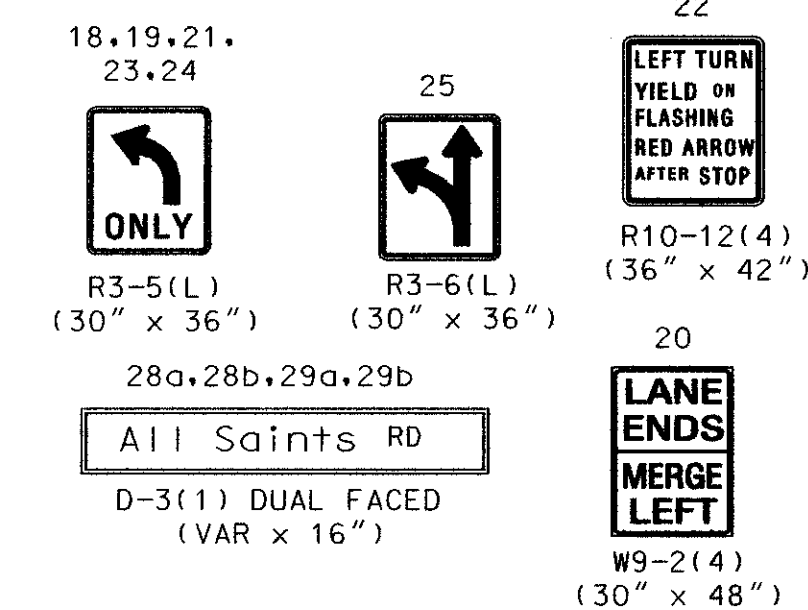 18,19,21,
23,24
ONLY
R3-5(L)
(30" x 36")
25
R3-6(L)
(30" x 36")
22
LEFT TURN
YIELD ON
FLASHING
RED ARROW
AFTER STOP
R10-12(4)
(36" x 42")
28a,28b,29a,29b
All Saints RD
D-3(1) DUAL FACED
(VAR x 16")
20
LANE
ENDS
MERGE
LEFT
W9-2(4)
(30" x 48")